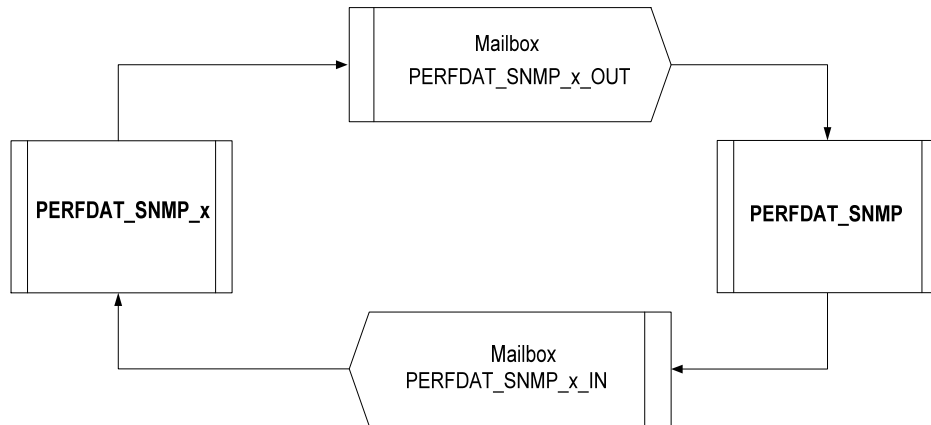 Mailbox
PERFDAT_SNMP_x_OUT
PERFDAT_SNMP_x
PERFDAT_SNMP
Mailbox
PERFDAT_SNMP_x_IN